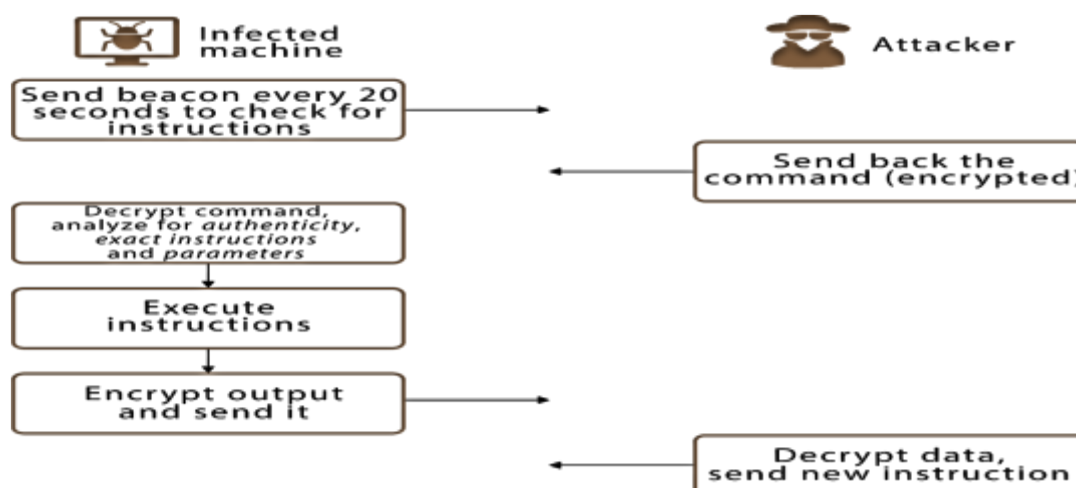 Infected
machine
Attacker
Send beacon every 20
seconds to check for
instructions
Send back the
command (encrypted)
Decrypt command,
analyze for authenticity,
exact instructions
and parameters
Execute
instructions
Encrypt output
and send it
Decrypt data,
send new instruction